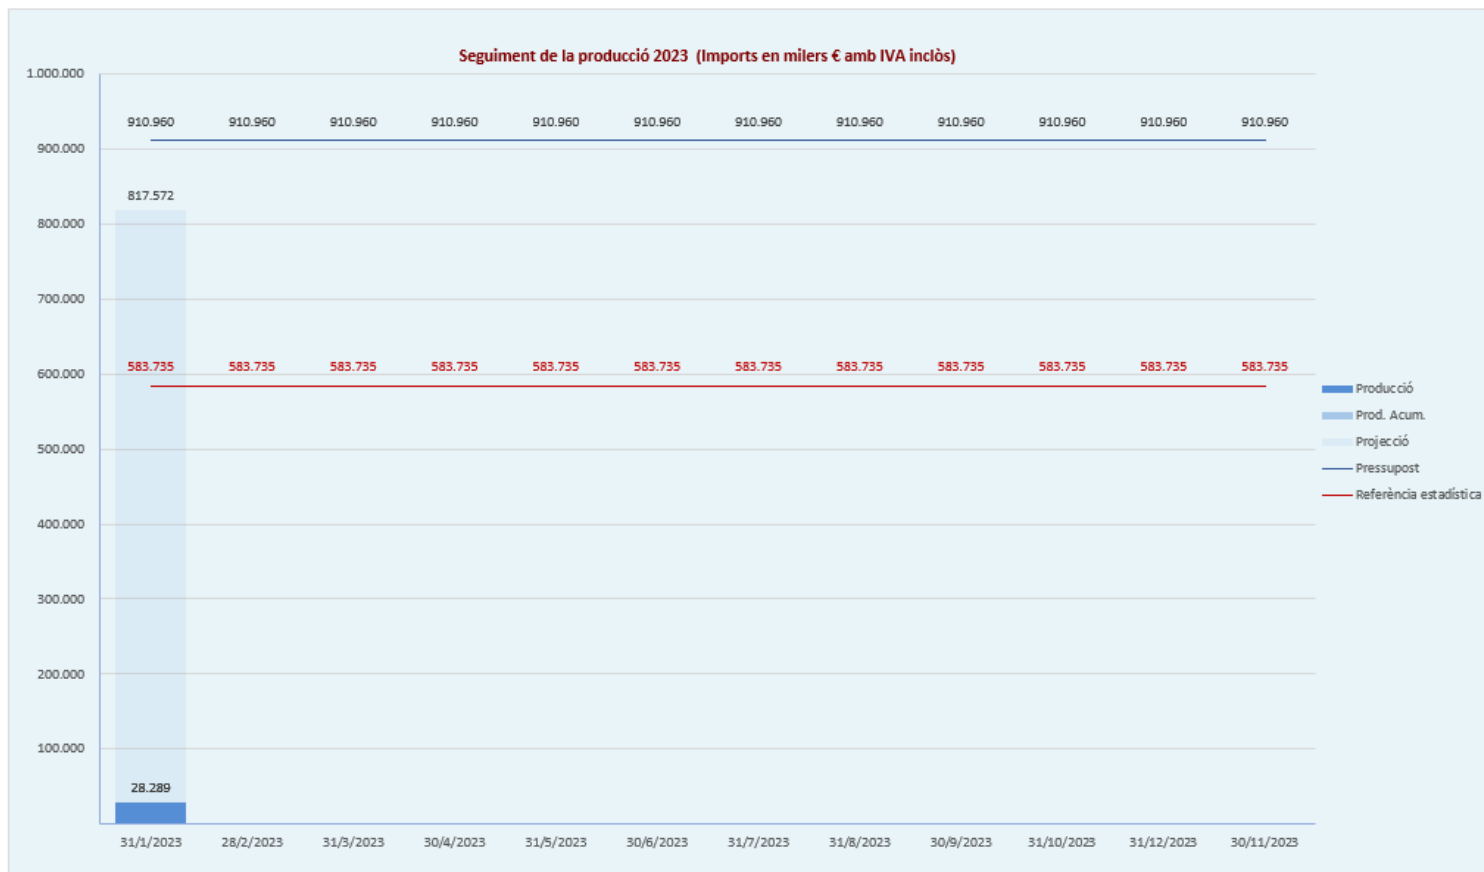 Seguiment de la producció 2023 (Imports en milers € amb IVA inclòs)
1.000.000
910.960 910.960 910.960 910.960 910.960 910.960 910.960 910.960 910.960 910.960 910.960 910.960
900.000
817.572
800.000
700.000
583.735 583.735 583.735 583.735 583.735 583.735 583.735 583.735 583.735 583.735 583.735 583.735
600.000
Producció
Prod. Acum.
Projecció
500.000
Pressupost
Referència estadística
400.000
300.000
200.000
100.000
28.289
31/1/2023 28/2/2023 31/3/2023 30/4/2023 31/5/2023 30/6/2023 31/7/2023 31/8/2023 30/9/2023 31/10/2023 31/12/2023 30/11/2023